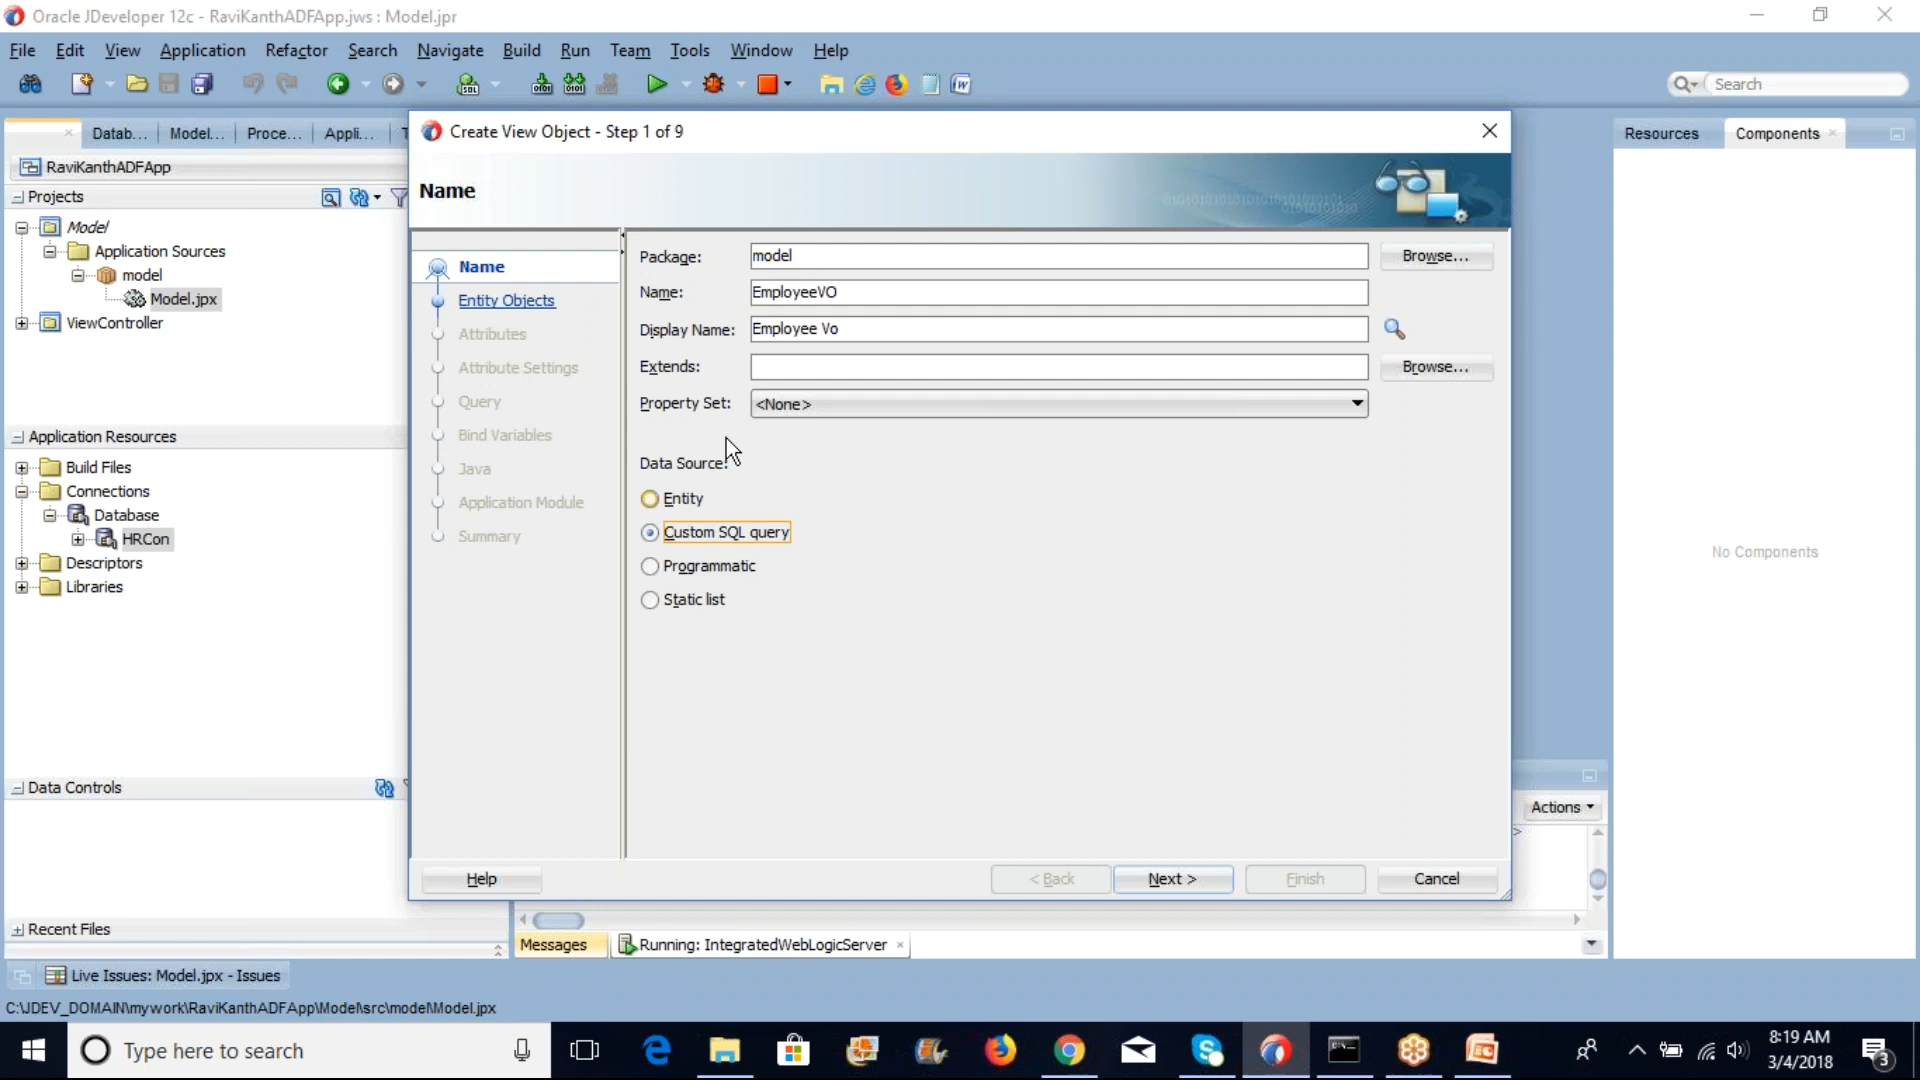 Oracle JDeveloper 12c - RaviKanthADFApp.jws : Model.jpr
File Edit View Application Refactor Search Navigate Build Run Team Tools Window Help
Search
Datab... Model... Proce... Appli...
Resources Components
RaviKanthADFApp
Projects
Model
Application Sources
model
Model.jpx
ViewController
Application Resources
Build Files
Connections
Database
HRCon
Descriptors
Libraries
Data Controls
Recent Files
Create View Object - Step 1 of 9
Name
Name
Entity Objects
Attributes
Attribute Settings
Query
Bind Variables
Java
Application Module
Summary
Package: model Browse...
Name: EmployeeVO
Display Name: Employee Vo
Extends: Browse...
Property Set: <None>
Data Source:
Entity
Custom SQL query
Programmatic
Static list
Help < Back Next > Finish Cancel
No Components
Actions
Messages Running: IntegratedWebLogicServer
Live Issues: Model.jpx - Issues
C:\JDEV_DOMAIN\mywork\RaviKanthADFApp\Model\src\model\Model.jpx
Type here to search
8:19 AM
3/4/2018
3